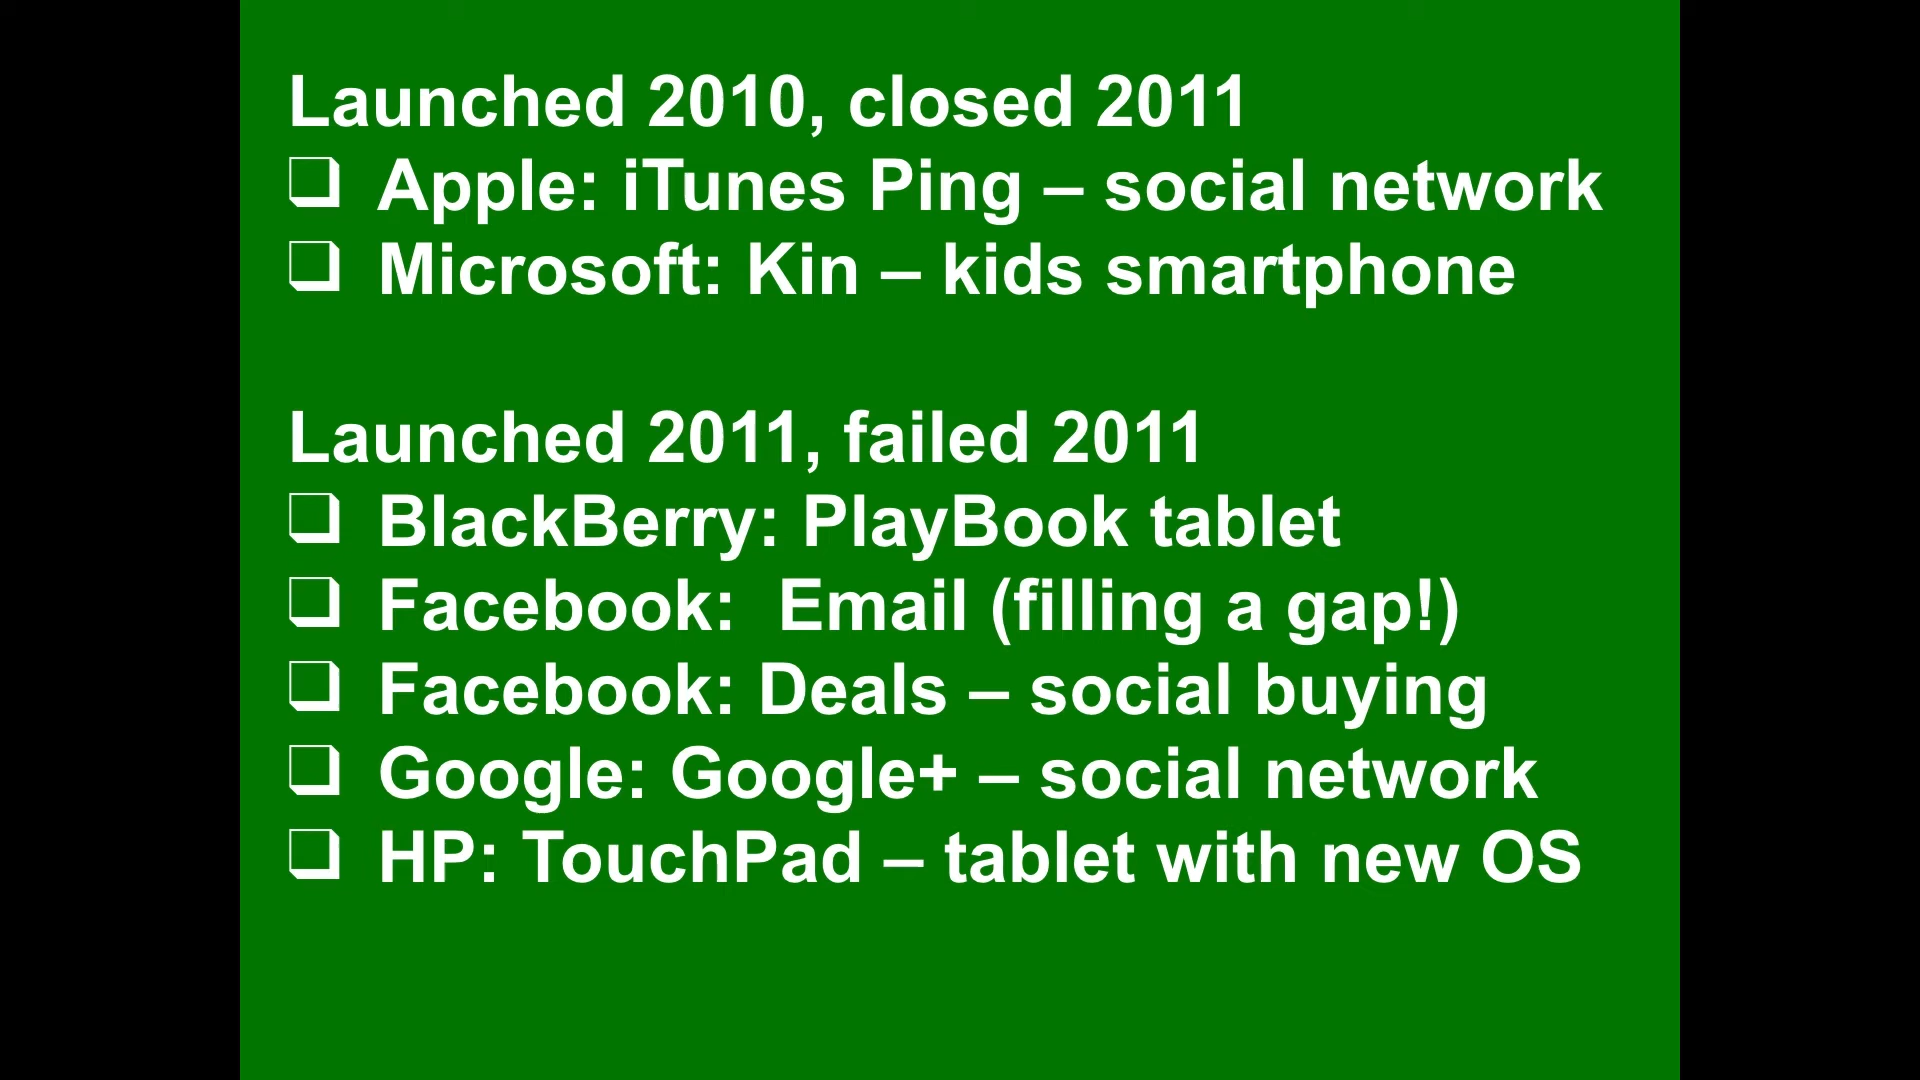 Launched 2010, closed 2011
❑ Apple: iTunes Ping – social network
❑ Microsoft: Kin – kids smartphone
Launched 2011, failed 2011
❑ BlackBerry: PlayBook tablet
❑ Facebook:  Email (filling a gap!)
❑ Facebook: Deals – social buying
❑ Google: Google+ – social network
❑ HP: TouchPad – tablet with new OS